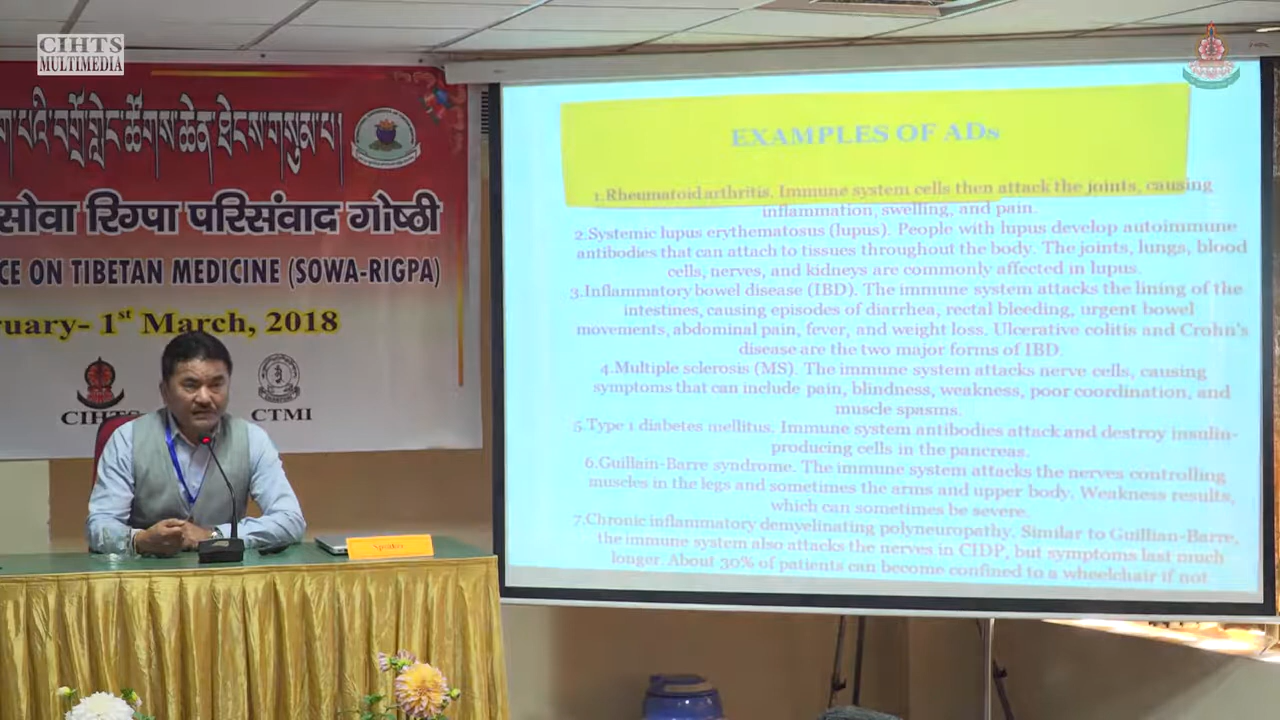 CIHTS
MULTIMEDIA
པའི་བགྲོ་གླེང་ཚོགས་ཆེན་ཐེངས་གསུམ་པ།
सोवा रिग्पा परिसंवाद गोष्ठी
CE ON TIBETAN MEDICINE (SOWA-RIGPA)
ruary- 1st March, 2018
CIHTS
CTMI
Speaker
EXAMPLES OF ADs
1.Rheumatoid arthritis. Immune system cells then attack the joints, causing
inflammation, swelling, and pain.
2.Systemic lupus erythematosus (lupus). People with lupus develop autoimmune
antibodies that can attach to tissues throughout the body. The joints, lungs, blood
cells, nerves, and kidneys are commonly affected in lupus.
3.Inflammatory bowel disease (IBD). The immune system attacks the lining of the
intestines, causing episodes of diarrhea, rectal bleeding, urgent bowel
movements, abdominal pain, fever, and weight loss. Ulcerative colitis and Crohn's
disease are the two major forms of IBD.
4.Multiple sclerosis (MS). The immune system attacks nerve cells, causing
symptoms that can include pain, blindness, weakness, poor coordination, and
muscle spasms.
5.Type 1 diabetes mellitus. Immune system antibodies attack and destroy insulin-
producing cells in the pancreas.
6.Guillain-Barre syndrome. The immune system attacks the nerves controlling
muscles in the legs and sometimes the arms and upper body. Weakness results,
which can sometimes be severe.
7.Chronic inflammatory demyelinating polyneuropathy. Similar to Guillian-Barre,
the immune system also attacks the nerves in CIDP, but symptoms last much
longer. About 30% of patients can become confined to a wheelchair if not